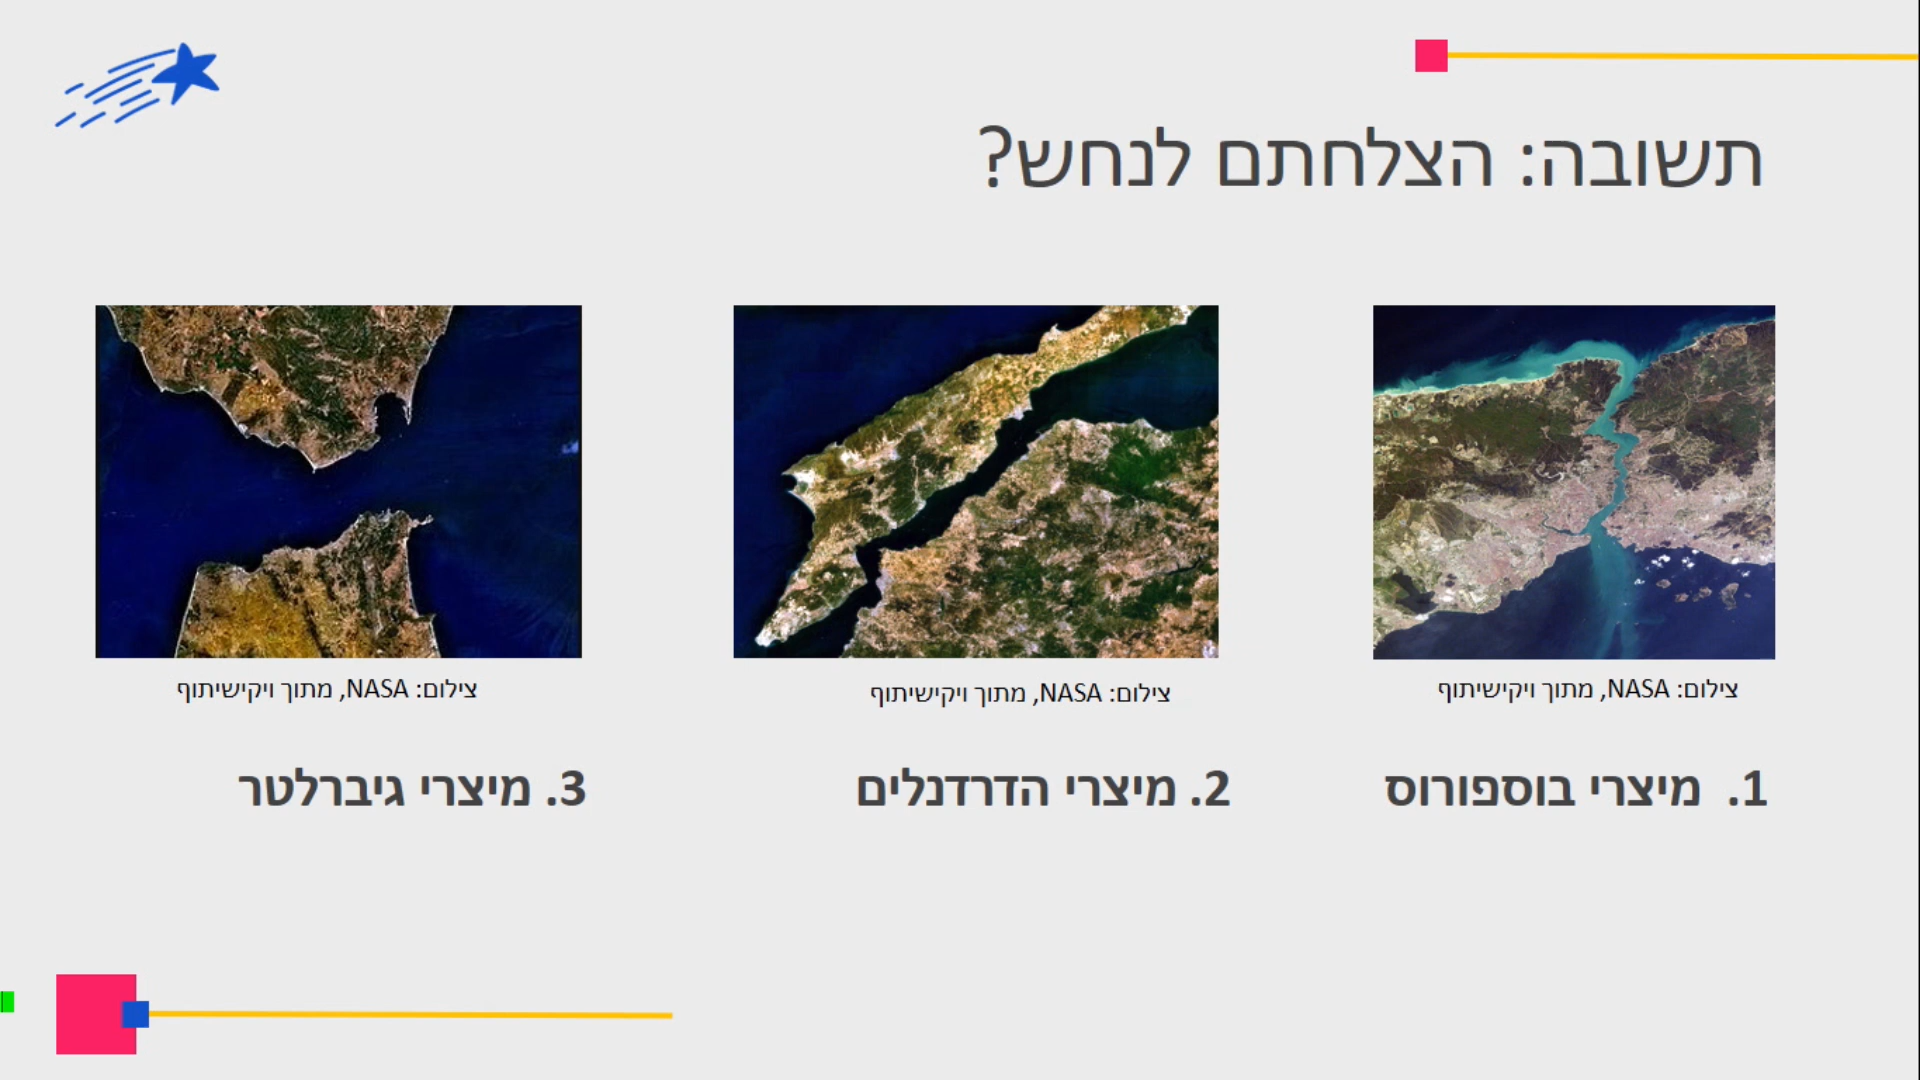 תשובה: הצלחתם לנחש?
צילום: NASA, מתוך ויקישיתוף
צילום: NASA, מתוך ויקישיתוף
צילום: NASA, מתוך ויקישיתוף
1. מיצרי בוספורוס
2. מיצרי הדרדנלים
3. מיצרי גיברלטר